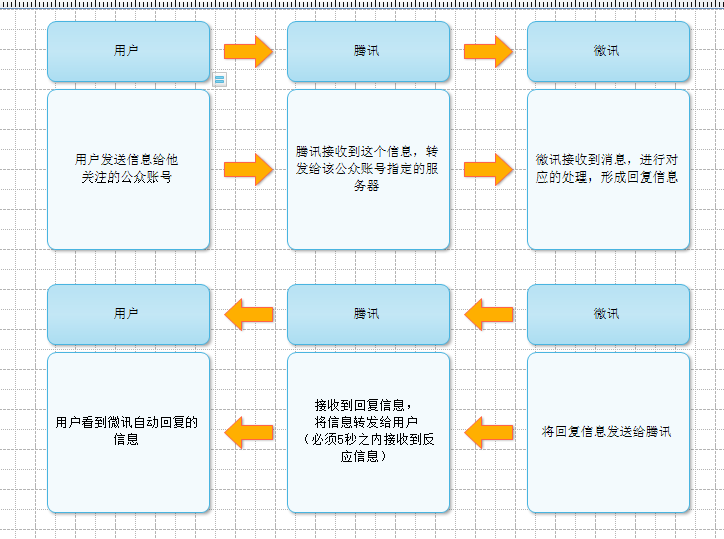 用户
腾讯
微讯
用户发送信息给他
关注的公众账号
腾讯接收到这个信息，转
发给该公众账号指定的服
务器
微讯接收到消息，进行对
应的处理，形成回复信息
用户
腾讯
微讯
用户看到微讯自动回复的
信息
接收到回复信息，
将信息转发给用户
（必须5秒之内接收到反
应信息）
将回复信息发送给腾讯